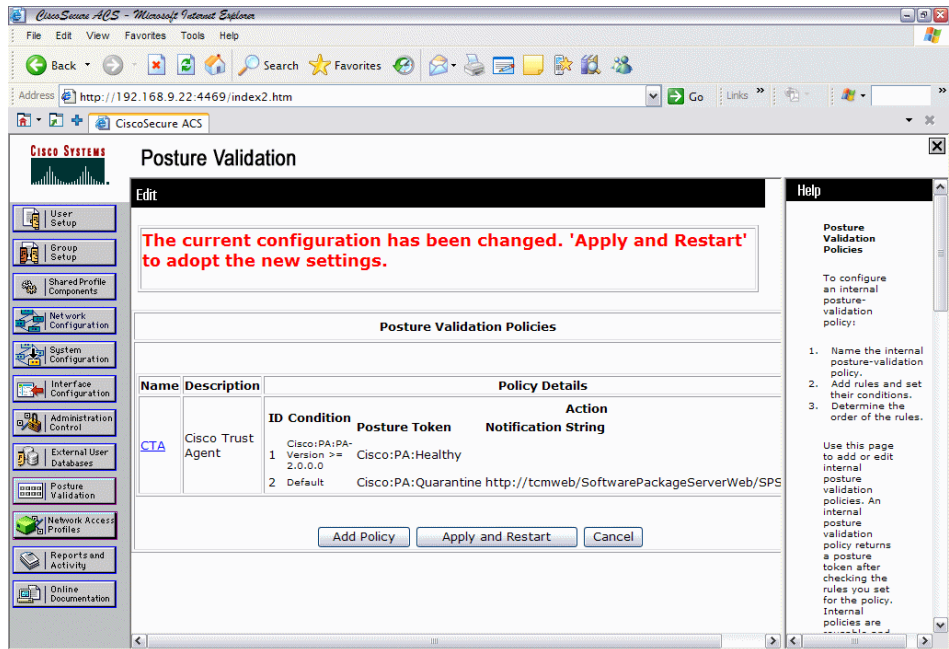 CiscoSecure ACS - Microsoft Internet Explorer
File Edit View Favorites Tools Help
Back Search Favorites
Address http://192.168.9.22:4469/index2.htm Go Links »
CiscoSecure ACS
CISCO SYSTEMS
Posture Validation
User
Setup
Group
Setup
Shared Profile
Components
Network
Configuration
System
Configuration
Interface
Configuration
Administration
Control
External User
Databases
Posture
Validation
Network Access
Profiles
Reports and
Activity
Online
Documentation
Edit
The current configuration has been changed. 'Apply and Restart'
to adopt the new settings.
Posture Validation Policies
Name Description Policy Details
ID Condition Action
Posture Token Notification String
CTA Cisco Trust
Agent
1 Cisco:PA:PA-
Version >=
2.0.0.0 Cisco:PA:Healthy
2 Default Cisco:PA:Quarantine http://tcmweb/SoftwarePackageServerWeb/SPS
Add Policy Apply and Restart Cancel
Help
Posture
Validation
Policies
To configure
an internal
posture-
validation
policy:
1. Name the internal
posture-validation
policy.
2. Add rules and set
their conditions.
3. Determine the
order of the rules.
Use this page
to add or edit
internal
posture
validation
policies. An
internal
posture
validation
policy returns
a posture
token after
checking the
rules you set
for the policy.
Internal
policies are